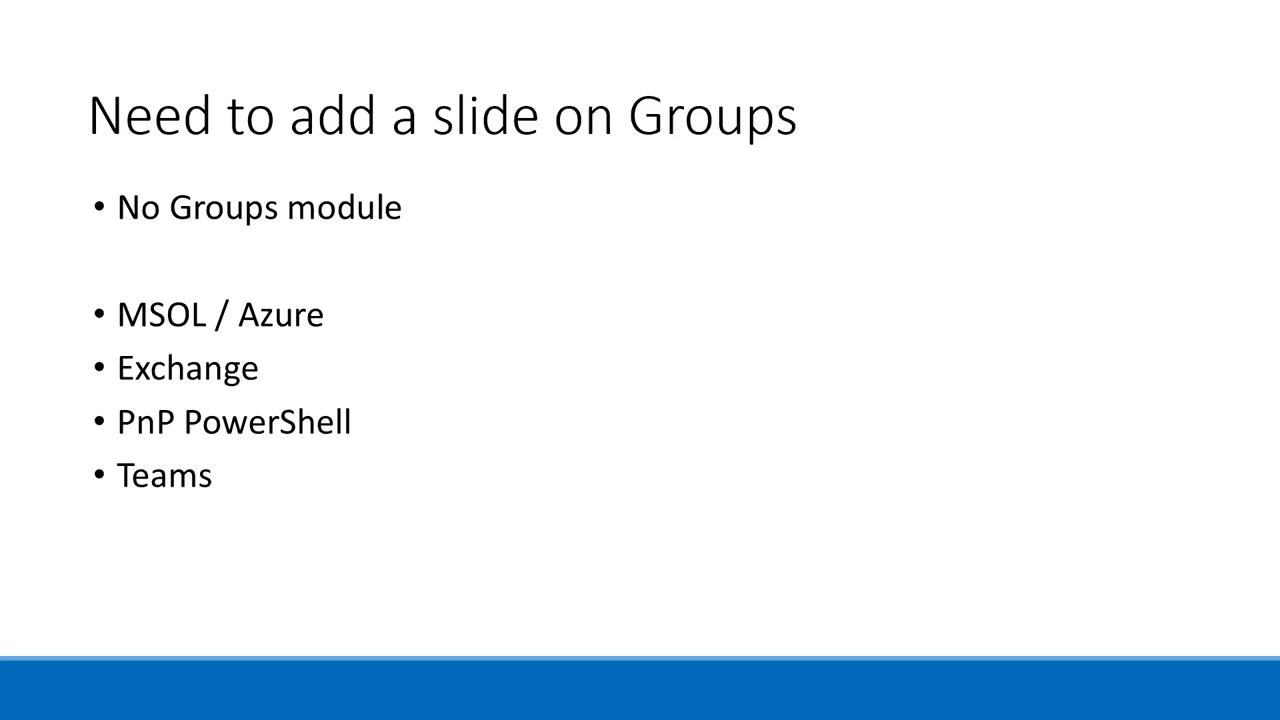 Need to add a slide on Groups
• No Groups module
• MSOL / Azure
• Exchange
• PnP PowerShell
• Teams